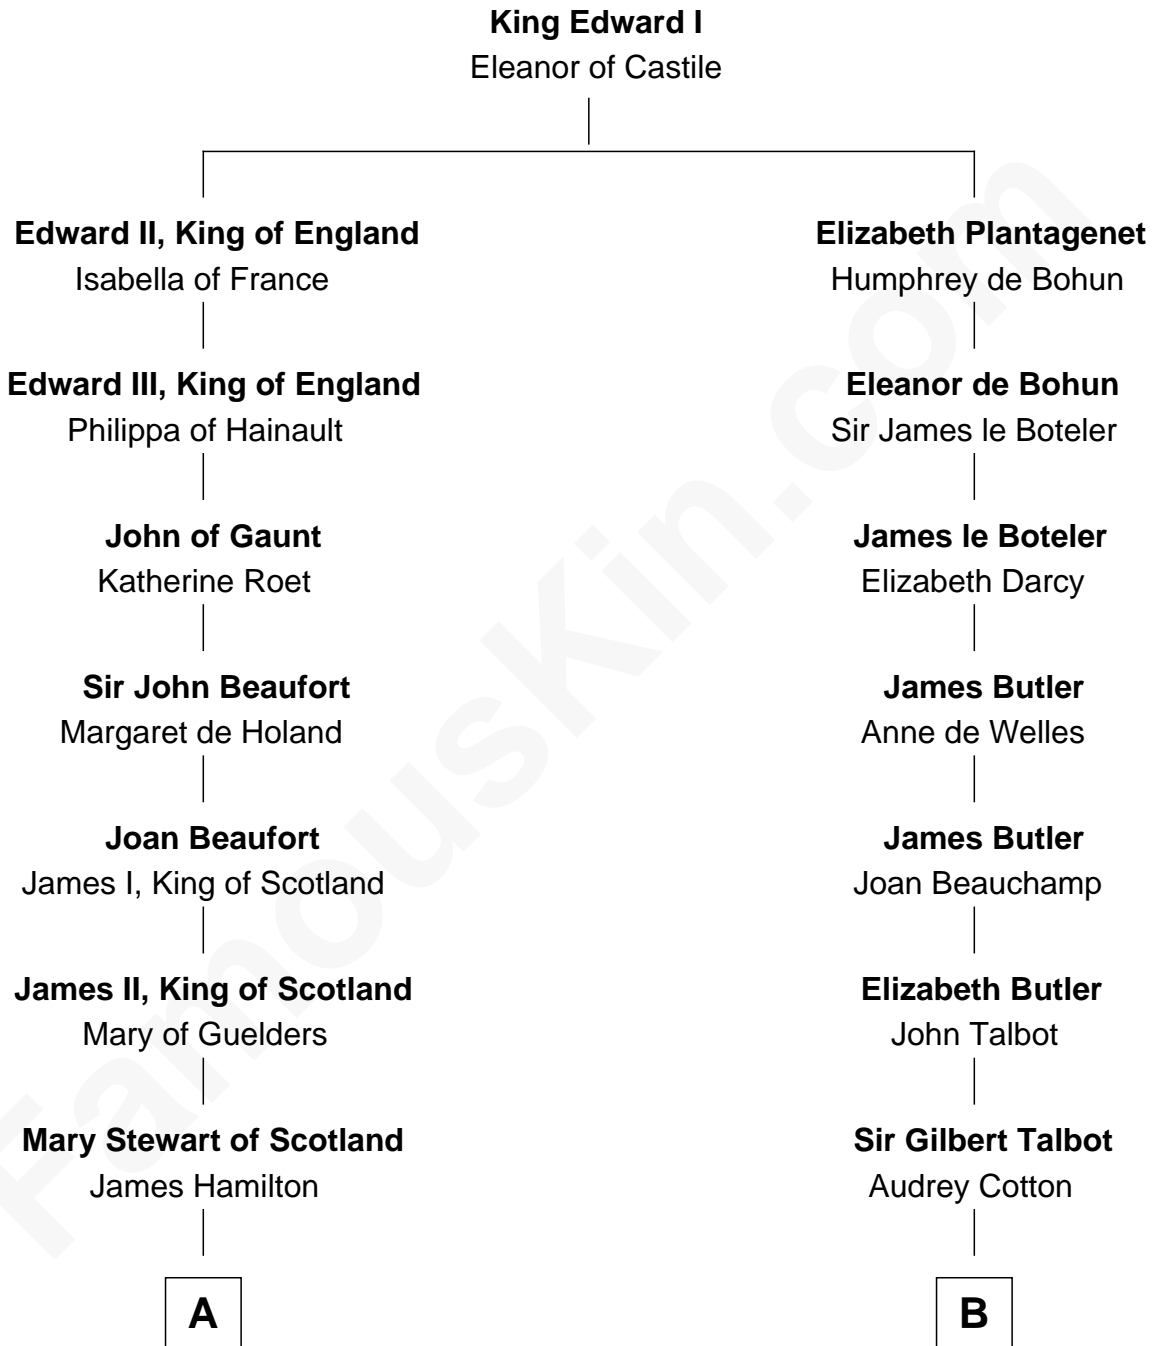 King Edward I
Eleanor of Castile
Edward II, King of England
Isabella of France
Edward III, King of England
Philippa of Hainault
John of Gaunt
Katherine Roet
Sir John Beaufort
Margaret de Holand
Joan Beaufort
James I, King of Scotland
James II, King of Scotland
Mary of Guelders
Mary Stewart of Scotland
James Hamilton
A
Elizabeth Plantagenet
Humphrey de Bohun
Eleanor de Bohun
Sir James le Boteler
James le Boteler
Elizabeth Darcy
James Butler
Anne de Welles
James Butler
Joan Beauchamp
Elizabeth Butler
John Talbot
Sir Gilbert Talbot
Audrey Cotton
B
FamousKin.com